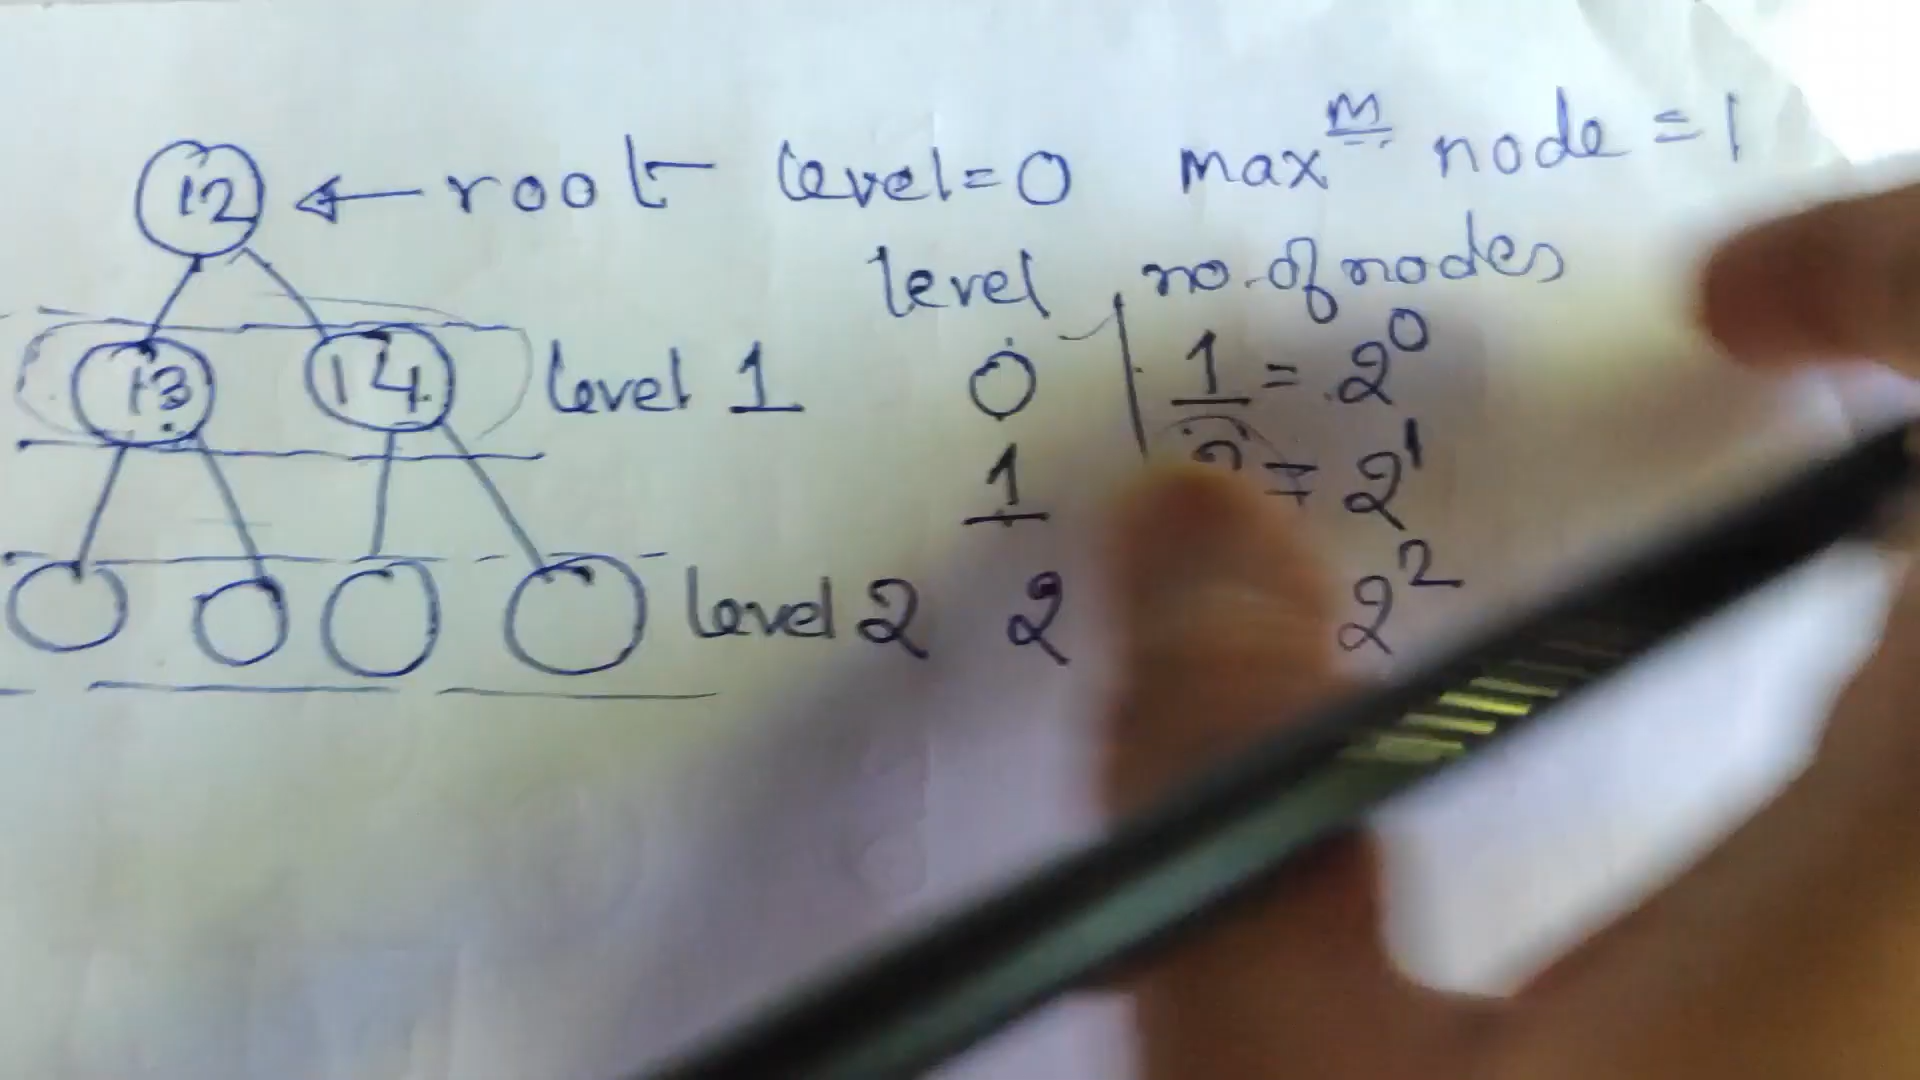 12 ← root level=0 max^m node = 1
level no. of nodes
13 14 level 1 0 1 = 2^0
1 2 = 2^1
level 2 2 2^2